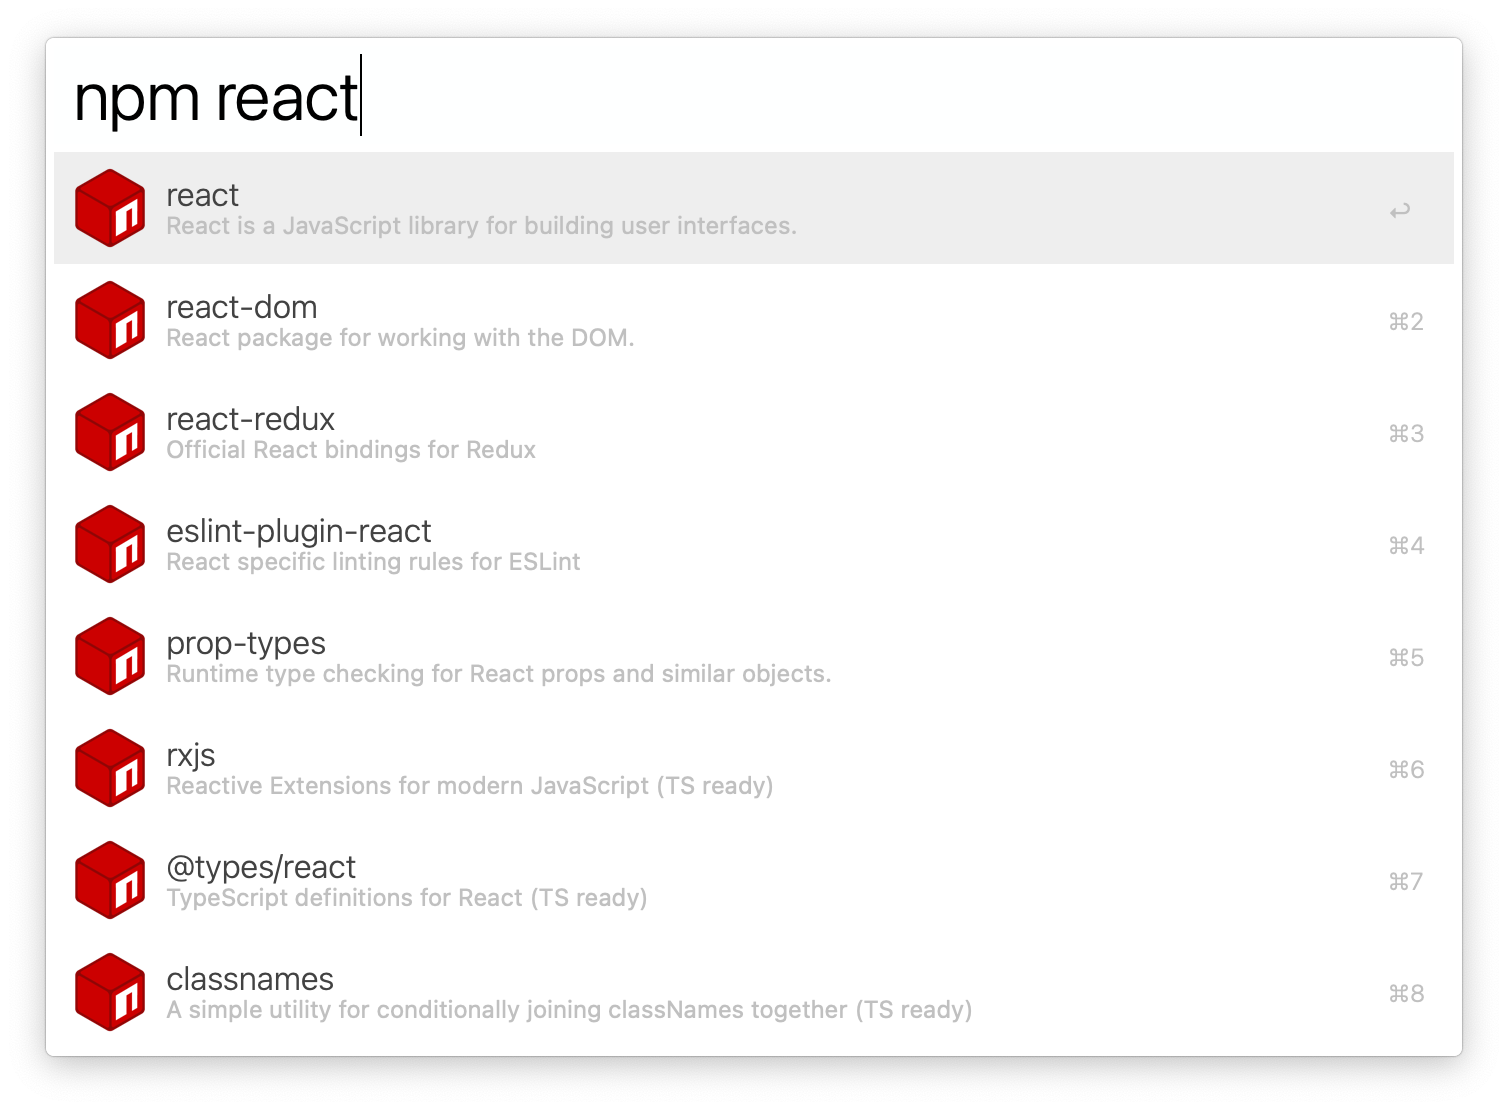 npm react
react
React is a JavaScript library for building user interfaces.
↩
react-dom
React package for working with the DOM.
⌘2
react-redux
Official React bindings for Redux
⌘3
eslint-plugin-react
React specific linting rules for ESLint
⌘4
prop-types
Runtime type checking for React props and similar objects.
⌘5
rxjs
Reactive Extensions for modern JavaScript (TS ready)
⌘6
@types/react
TypeScript definitions for React (TS ready)
⌘7
classnames
A simple utility for conditionally joining classNames together (TS ready)
⌘8